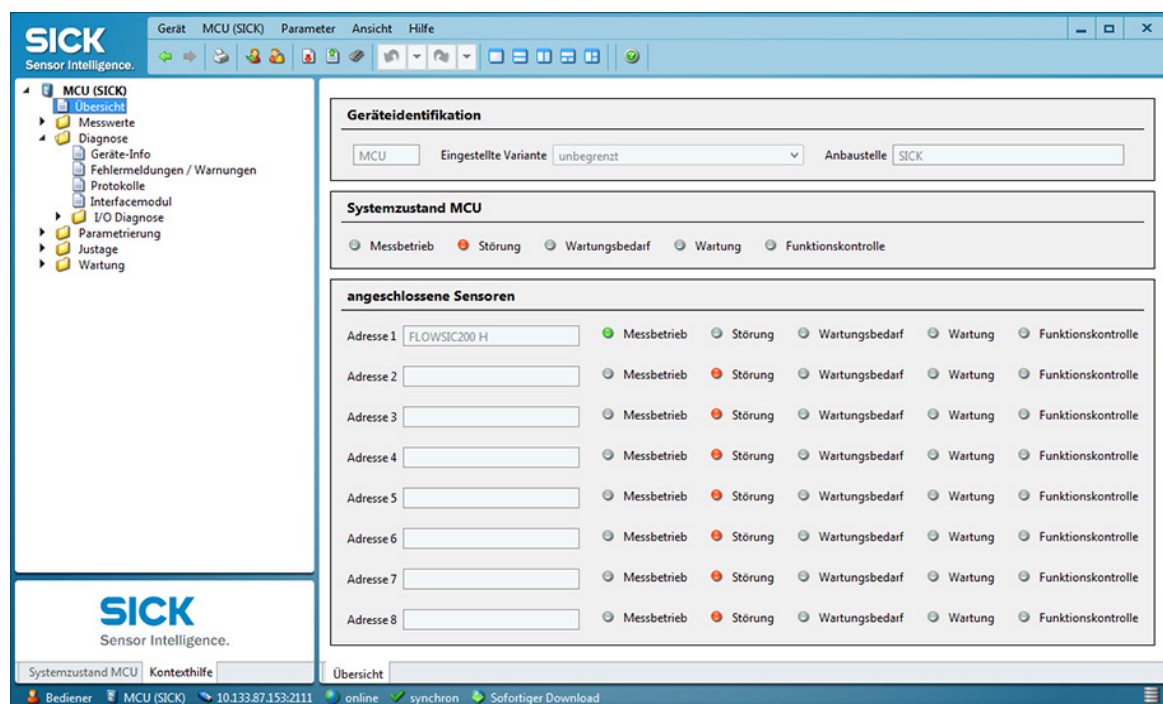 SICK
Sensor Intelligence.
Gerät MCU (SICK) Parameter Ansicht Hilfe
MCU (SICK)
Übersicht
Messwerte
Diagnose
Geräte-Info
Fehlermeldungen / Warnungen
Protokolle
Interfacemodul
I/O Diagnose
Parametrierung
Justage
Wartung
SICK
Sensor Intelligence.
Systemzustand MCU Kontexthilfe
Geräteidentifikation
MCU Eingestellte Variante unbegrenzt Anbaustelle SICK
Systemzustand MCU
Messbetrieb Störung Wartungsbedarf Wartung Funktionskontrolle
angeschlossene Sensoren
Adresse 1 FLOWSIC200 H Messbetrieb Störung Wartungsbedarf Wartung Funktionskontrolle
Adresse 2 Messbetrieb Störung Wartungsbedarf Wartung Funktionskontrolle
Adresse 3 Messbetrieb Störung Wartungsbedarf Wartung Funktionskontrolle
Adresse 4 Messbetrieb Störung Wartungsbedarf Wartung Funktionskontrolle
Adresse 5 Messbetrieb Störung Wartungsbedarf Wartung Funktionskontrolle
Adresse 6 Messbetrieb Störung Wartungsbedarf Wartung Funktionskontrolle
Adresse 7 Messbetrieb Störung Wartungsbedarf Wartung Funktionskontrolle
Adresse 8 Messbetrieb Störung Wartungsbedarf Wartung Funktionskontrolle
Übersicht
Bediener MCU (SICK) 10.133.87.153:2111 online synchron Sofortiger Download